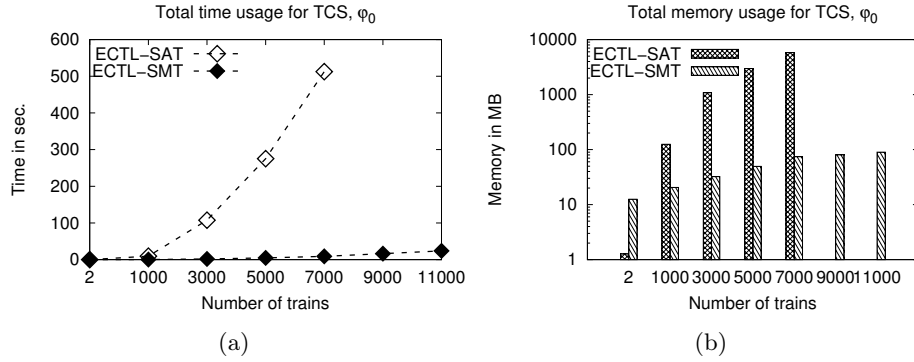 Total time usage for TCS, φ0
600
500
400
300
200
100
0
Time in sec.
ECTL-SAT
ECTL-SMT
2 1000 3000 5000 7000 9000 11000
Number of trains
(a)
Total memory usage for TCS, φ0
10000
1000
100
10
1
Memory in MB
ECTL-SAT
ECTL-SMT
2 1000 3000 5000 7000 9000 11000
Number of trains
(b)